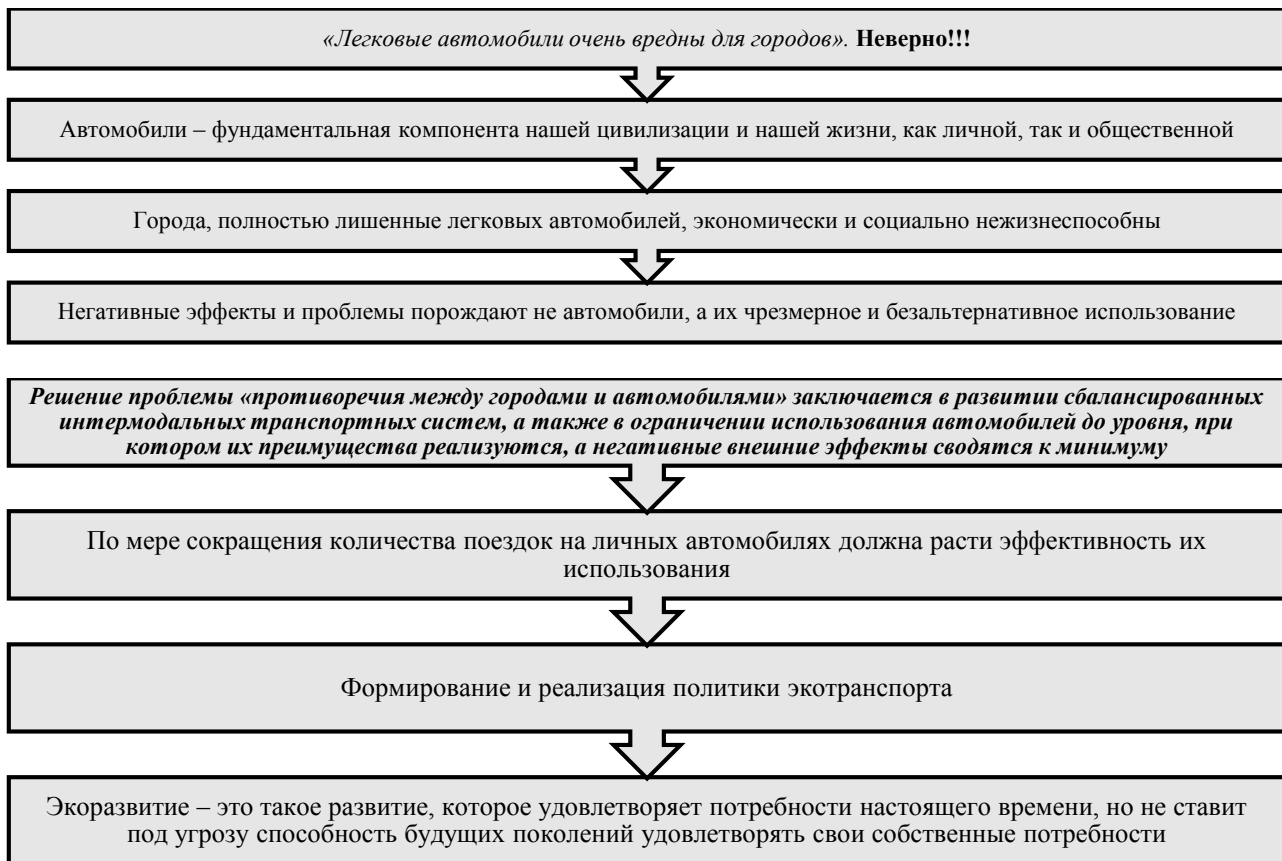 «Легковые автомобили очень вредны для городов». Неверно!!!
Автомобили – фундаментальная компонента нашей цивилизации и нашей жизни, как личной, так и общественной
Города, полностью лишенные легковых автомобилей, экономически и социально нежизнеспособны
Негативные эффекты и проблемы порождают не автомобили, а их чрезмерное и безальтернативное использование
Решение проблемы «противоречия между городами и автомобилями» заключается в развитии сбалансированных
интермодальных транспортных систем, а также в ограничении использования автомобилей до уровня, при
котором их преимущества реализуются, а негативные внешние эффекты сводятся к минимуму
По мере сокращения количества поездок на личных автомобилях должна расти эффективность их
использования
Формирование и реализация политики экотранспорта
Экоразвитие – это такое развитие, которое удовлетворяет потребности настоящего времени, но не ставит
под угрозу способность будущих поколений удовлетворять свои собственные потребности